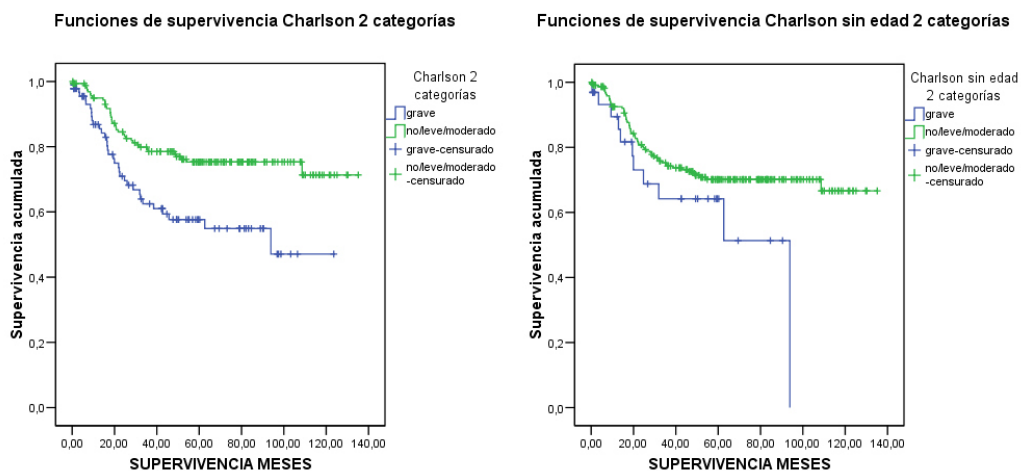 Funciones de supervivencia Charlson 2 categorías
Supervivencia acumulada
1,0
0,8
0,6
0,4
0,2
0,0
0,00
20,00
40,00
60,00
80,00
100,00
120,00
140,00
SUPERVIVENCIA MESES
Charlson 2
categorías
grave
no/leve/moderado
grave-censurado
no/leve/moderado
-censurado
Funciones de supervivencia Charlson sin edad 2 categorías
Supervivencia acumulada
1,0
0,8
0,6
0,4
0,2
0,0
0,00
20,00
40,00
60,00
80,00
100,00
120,00
140,00
SUPERVIVENCIA MESES
Charlson sin edad
2 categorías
grave
no/leve/moderado
grave-censurado
no/leve/moderado
-censurado